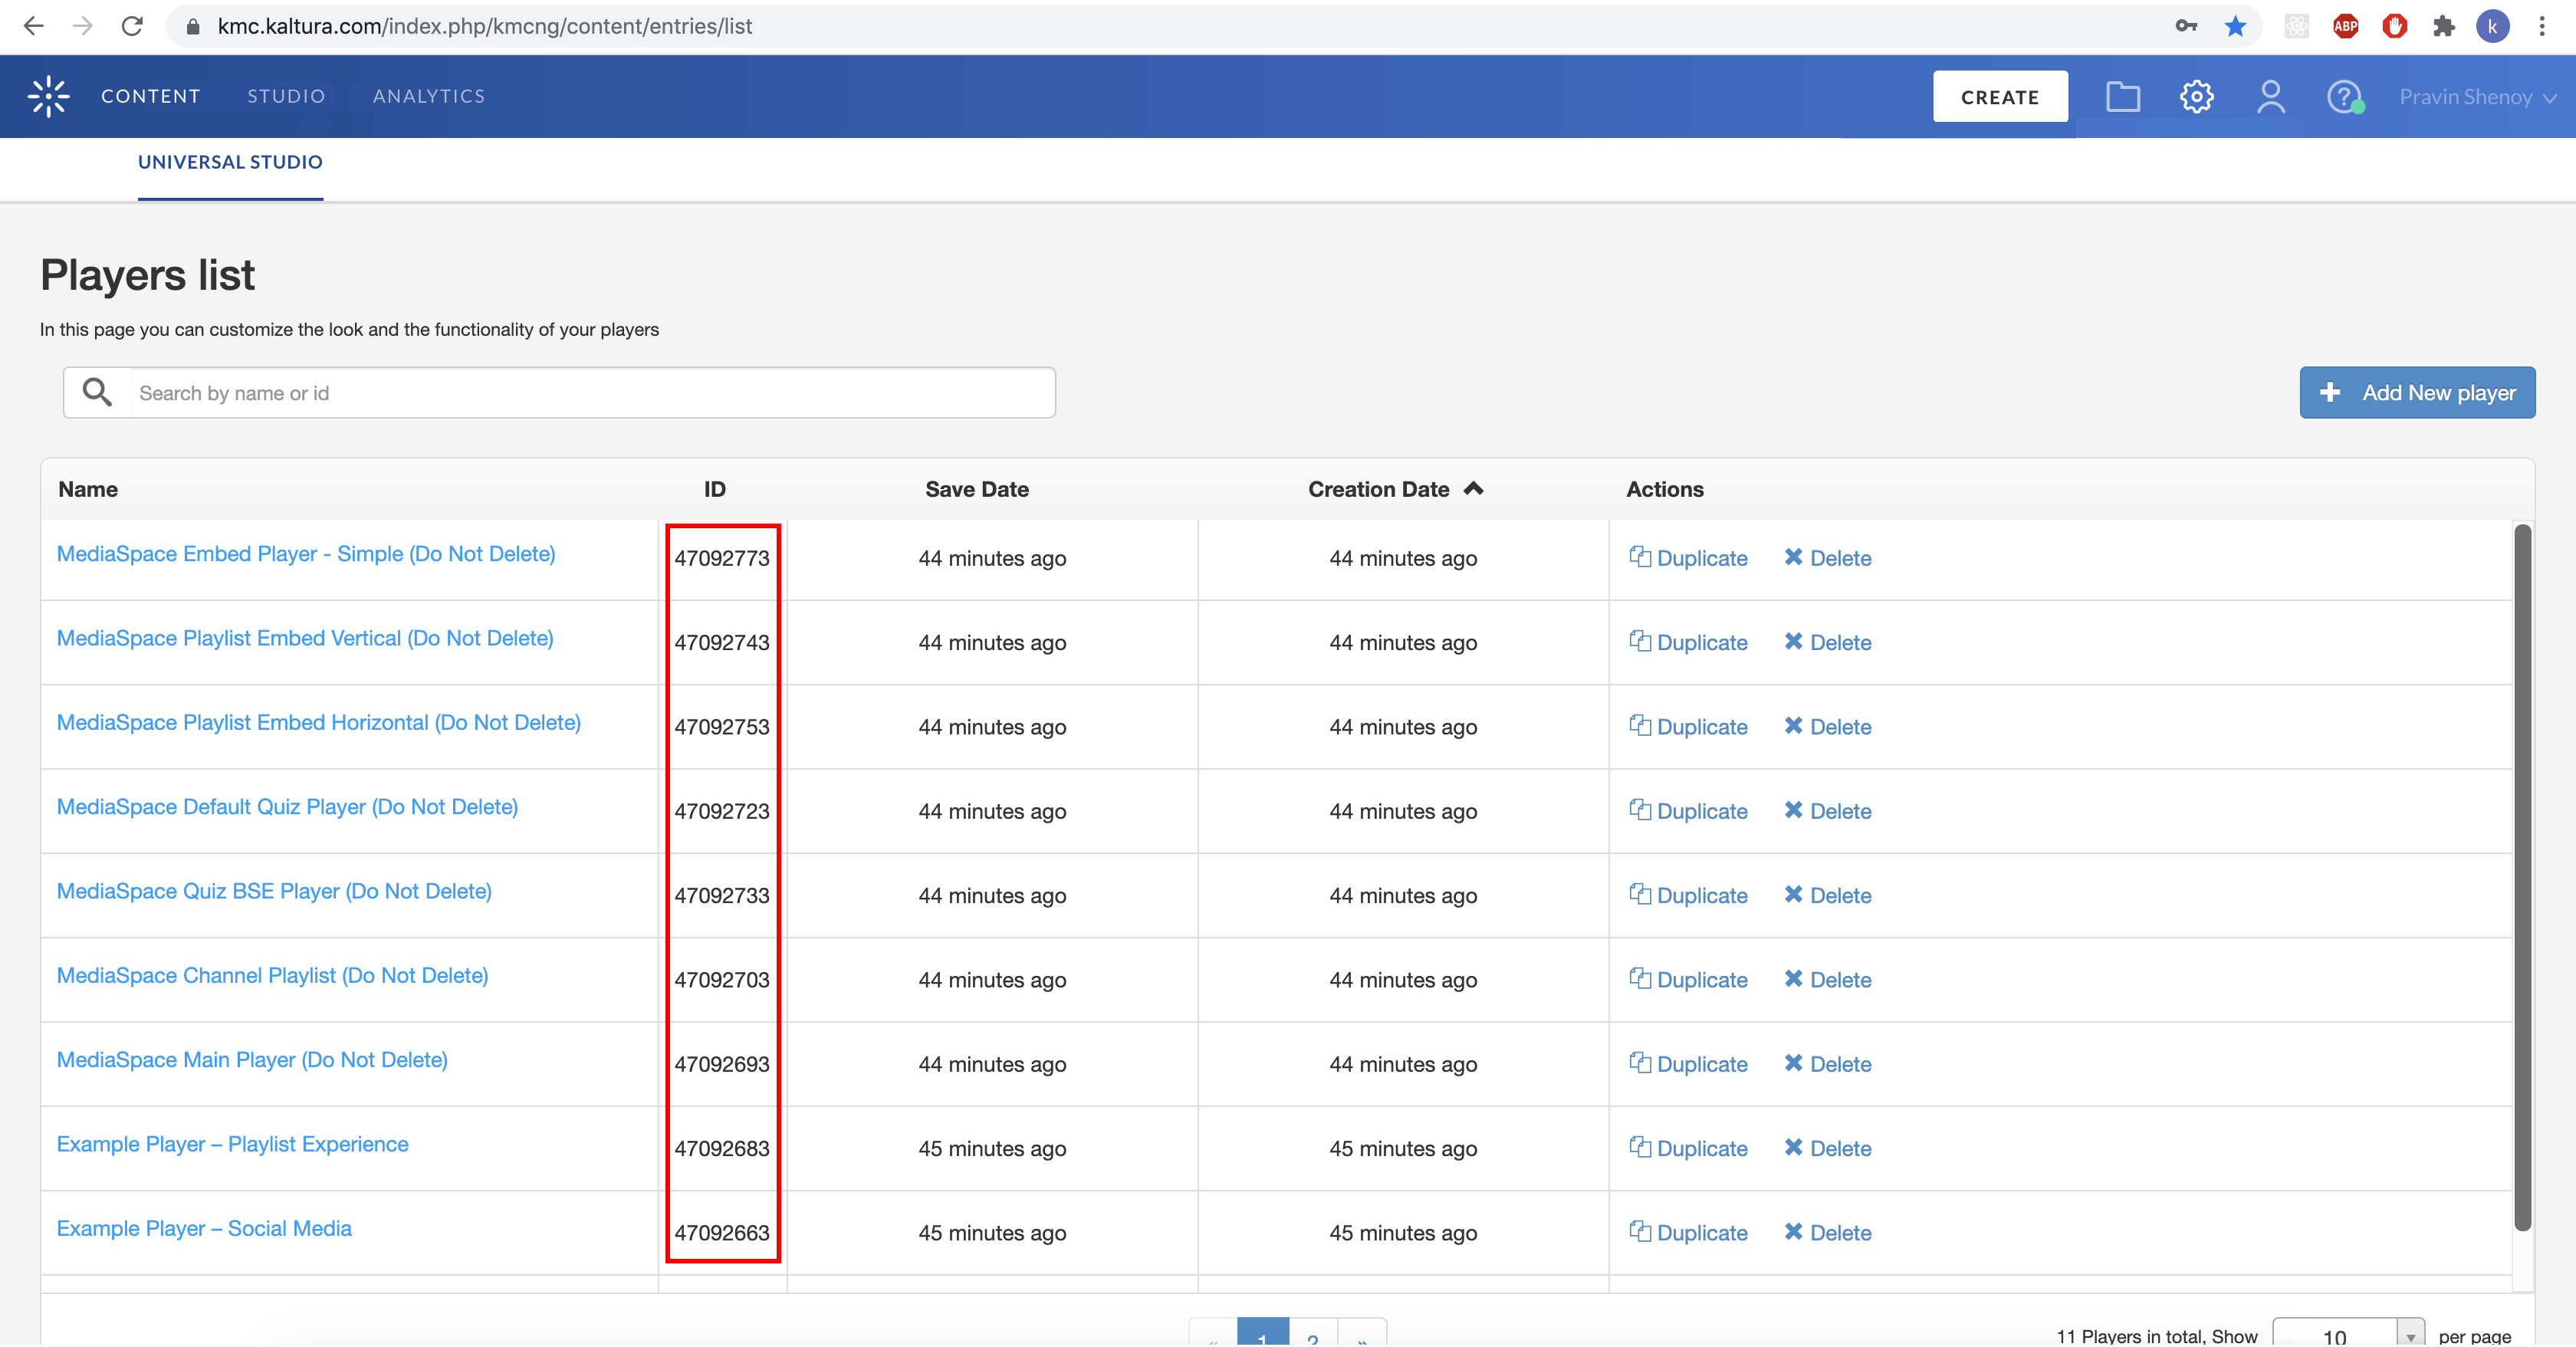 kmc.kaltura.com/index.php/kmcng/content/entries/list
ABP
k
CONTENT STUDIO ANALYTICS CREATE ? Pravin Shenoy
UNIVERSAL STUDIO
Players list
In this page you can customize the look and the functionality of your players
Search by name or id
Add New player
Name ID Save Date Creation Date Actions
MediaSpace Embed Player - Simple (Do Not Delete) 47092773 44 minutes ago 44 minutes ago Duplicate Delete
MediaSpace Playlist Embed Vertical (Do Not Delete) 47092743 44 minutes ago 44 minutes ago Duplicate Delete
MediaSpace Playlist Embed Horizontal (Do Not Delete) 47092753 44 minutes ago 44 minutes ago Duplicate Delete
MediaSpace Default Quiz Player (Do Not Delete) 47092723 44 minutes ago 44 minutes ago Duplicate Delete
MediaSpace Quiz BSE Player (Do Not Delete) 47092733 44 minutes ago 44 minutes ago Duplicate Delete
MediaSpace Channel Playlist (Do Not Delete) 47092703 44 minutes ago 44 minutes ago Duplicate Delete
MediaSpace Main Player (Do Not Delete) 47092693 44 minutes ago 44 minutes ago Duplicate Delete
Example Player – Playlist Experience 47092683 45 minutes ago 45 minutes ago Duplicate Delete
Example Player – Social Media 47092663 45 minutes ago 45 minutes ago Duplicate Delete
« 1 2 » 11 Players in total, Show 10 per page